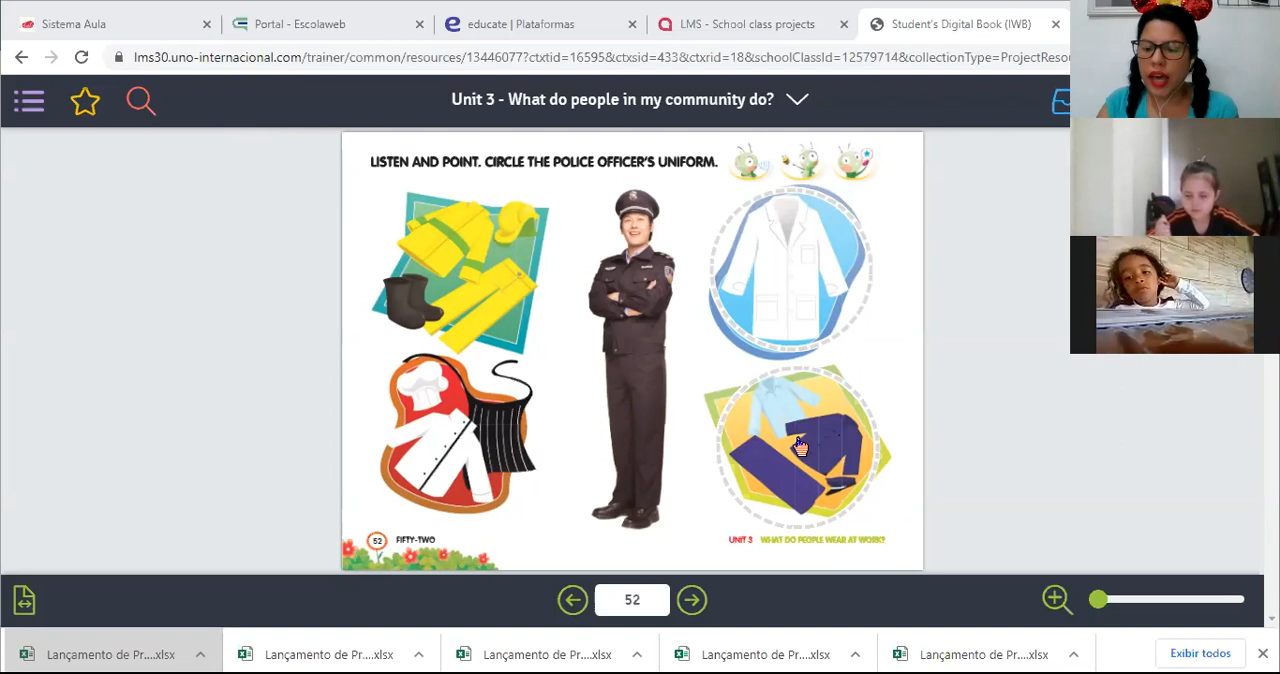 Sistema Aula
Portal - Escolaweb
educate | Plataformas
LMS - School class projects
Student's Digital Book (IWB)
lms30.uno-internacional.com/trainer/common/resource/3446077?ctxtid=16595&ctxsid=433&ctxrid=18&schoolClassId=12579714&collectionType=ProjectResou
Unit 3 - What do people in my community do?
LISTEN AND POINT. CIRCLE THE POLICE OFFICER'S UNIFORM.
52 FIFTY-TWO
UNIT 3 WHAT DO PEOPLE WEAR AT WORK?
52
Lançamento de Pr....xlsx
Lançamento de Pr....xlsx
Lançamento de Pr....xlsx
Lançamento de Pr....xlsx
Lançamento de Pr....xlsx
Exibir todos